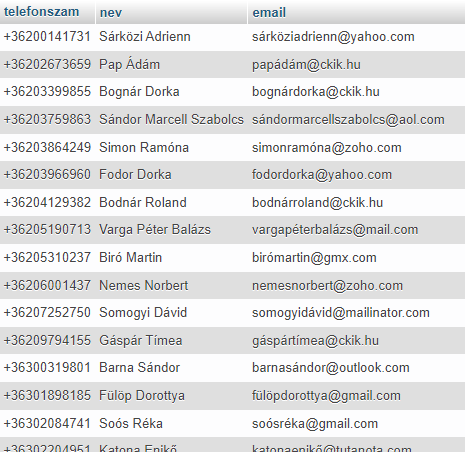 telefonszam nev email
+36200141731 Sárközi Adrienn sárköziadrienn@yahoo.com
+36202673659 Pap Ádám papádám@ckik.hu
+36203399855 Bognár Dorka bognárdorka@ckik.hu
+36203759863 Sándor Marcell Szabolcs sándormarcellszabolcs@aol.com
+36203864249 Simon Ramóna simonramóna@zoho.com
+36203966960 Fodor Dorka fodordorka@yahoo.com
+36204129382 Bodnár Roland bodnárroland@ckik.hu
+36205190713 Varga Péter Balázs vargapéterbalázs@mail.com
+36205310237 Biró Martin birómartin@gmx.com
+36206001437 Nemes Norbert nemesnorbert@zoho.com
+36207252750 Somogyi Dávid somogyidávid@mailinator.com
+36209794155 Gáspár Tímea gáspártímea@ckik.hu
+36300319801 Barna Sándor barnasándor@outlook.com
+36301898185 Fülöp Dorottya fülöpdorottya@gmail.com
+36302084741 Soós Réka soósréka@gmail.com
+36302204951 Katona Enikő katonaenikő@tutanota.com